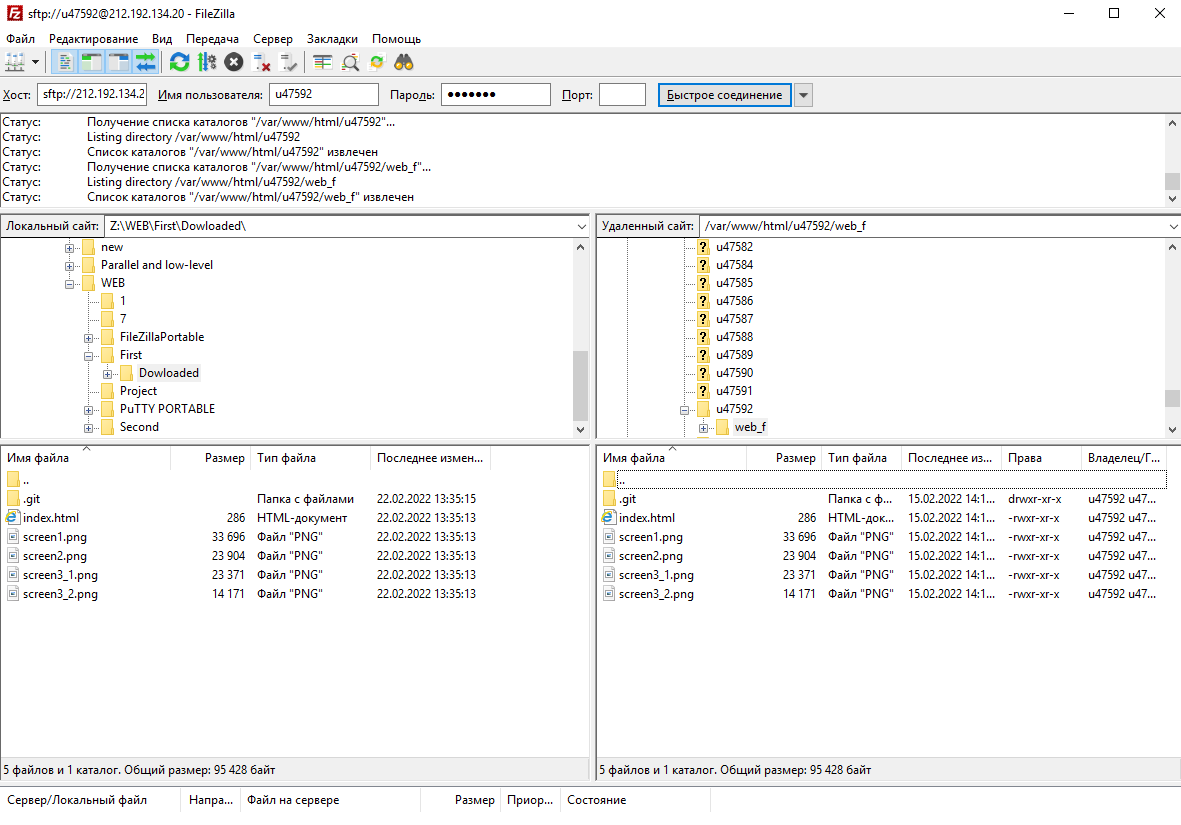 sftp://u47592@212.192.134.20 - FileZilla
Файл Редактирование Вид Передача Сервер Закладки Помощь
Хост: sftp://212.192.134.2 Имя пользователя: u47592 Пароль: ●●●●●●● Порт: Быстрое соединение
Статус: Получение списка каталогов "/var/www/html/u47592"...
Статус: Listing directory /var/www/html/u47592
Статус: Список каталогов "/var/www/html/u47592" извлечен
Статус: Получение списка каталогов "/var/www/html/u47592/web_f"...
Статус: Listing directory /var/www/html/u47592/web_f
Статус: Список каталогов "/var/www/html/u47592/web_f" извлечен
Локальный сайт: Z:\WEB\First\Dowloaded\
new
Parallel and low-level
WEB
1
7
FileZillaPortable
First
Dowloaded
Project
PuTTY PORTABLE
Second
Удаленный сайт: /var/www/html/u47592/web_f
u47582
u47584
u47585
u47586
u47587
u47588
u47589
u47590
u47591
u47592
web_f
Имя файла Размер Тип файла Последнее измен...
..
.git Папка с файлами 22.02.2022 13:35:15
index.html 286 HTML-документ 22.02.2022 13:35:13
screen1.png 33 696 Файл "PNG" 22.02.2022 13:35:13
screen2.png 23 904 Файл "PNG" 22.02.2022 13:35:13
screen3_1.png 23 371 Файл "PNG" 22.02.2022 13:35:13
screen3_2.png 14 171 Файл "PNG" 22.02.2022 13:35:13
5 файлов и 1 каталог. Общий размер: 95 428 байт
Имя файла Размер Тип файла Последнее из... Права Владелец/Г...
..
.git Папка с ф... 15.02.2022 14:1... drwxr-xr-x u47592 u47...
index.html 286 HTML-док... 15.02.2022 14:1... -rwxr-xr-x u47592 u47...
screen1.png 33 696 Файл "PNG" 15.02.2022 14:1... -rwxr-xr-x u47592 u47...
screen2.png 23 904 Файл "PNG" 15.02.2022 14:1... -rwxr-xr-x u47592 u47...
screen3_1.png 23 371 Файл "PNG" 15.02.2022 14:1... -rwxr-xr-x u47592 u47...
screen3_2.png 14 171 Файл "PNG" 15.02.2022 14:1... -rwxr-xr-x u47592 u47...
5 файлов и 1 каталог. Общий размер: 95 428 байт
Сервер/Локальный файл Напра... Файл на сервере Размер Приор... Состояние